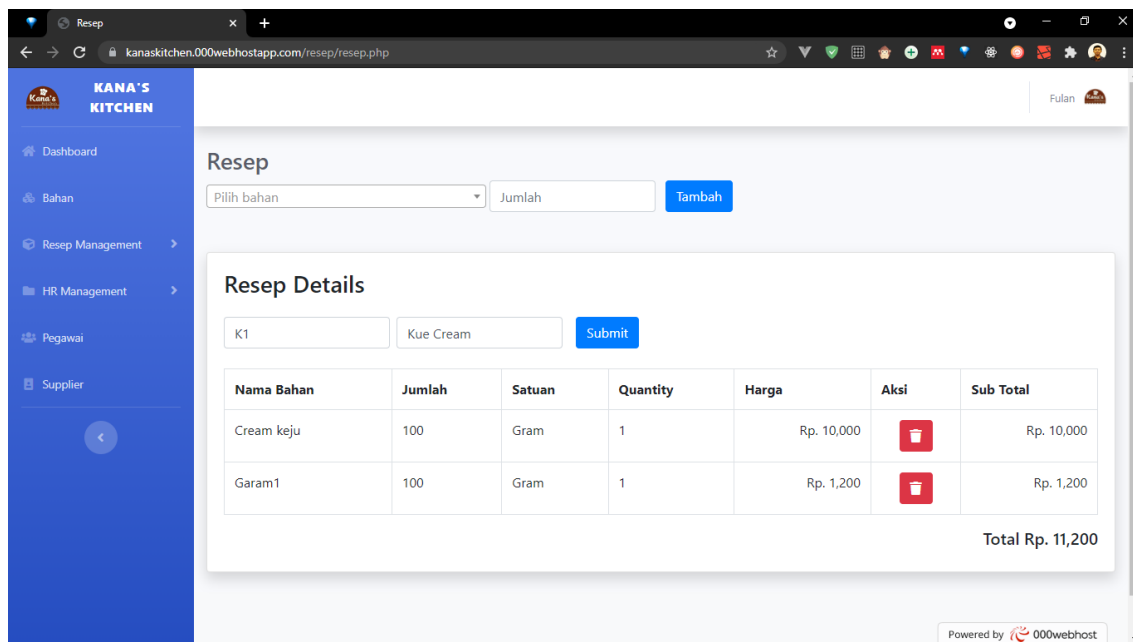 Resep
kanaskitchen.000webhostapp.com/resep/resep.php
Kana's
KANA'S
KITCHEN
Fulan
Dashboard
Bahan
Resep Management
HR Management
Pegawai
Supplier
Resep
Pilih bahan Jumlah Tambah
Resep Details
K1 Kue Cream Submit
Nama Bahan Jumlah Satuan Quantity Harga Aksi Sub Total
Cream keju 100 Gram 1 Rp. 10,000 Rp. 10,000
Garam1 100 Gram 1 Rp. 1,200 Rp. 1,200
Total Rp. 11,200
Powered by 000webhost